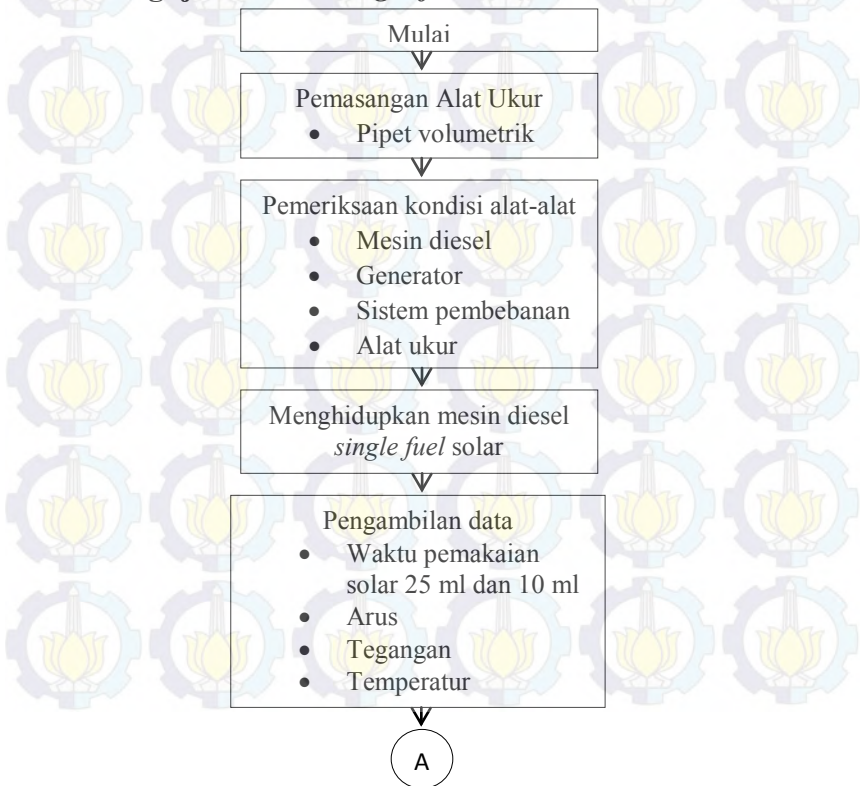 Mulai
Pemasangan Alat Ukur
• Pipet volumetrik
Pemeriksaan kondisi alat-alat
• Mesin diesel
• Generator
• Sistem pembebanan
• Alat ukur
Menghidupkan mesin diesel
single fuel solar
Pengambilan data
• Waktu pemakaian
solar 25 ml dan 10 ml
• Arus
• Tegangan
• Temperatur
A